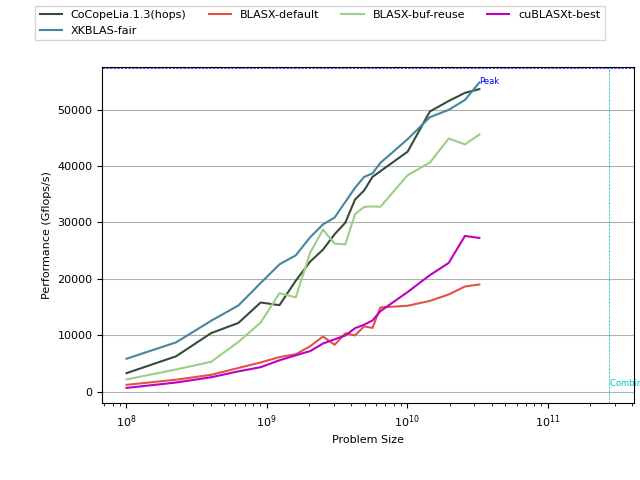 CoCopeLia.1.3(hops) BLASX-default BLASX-buf-reuse cuBLASXt-best
XKBLAS-fair
Peak
50000
40000
30000
20000
10000
0
Performance (Gflops/s)
Combin
10^8 10^9 10^10 10^11
Problem Size